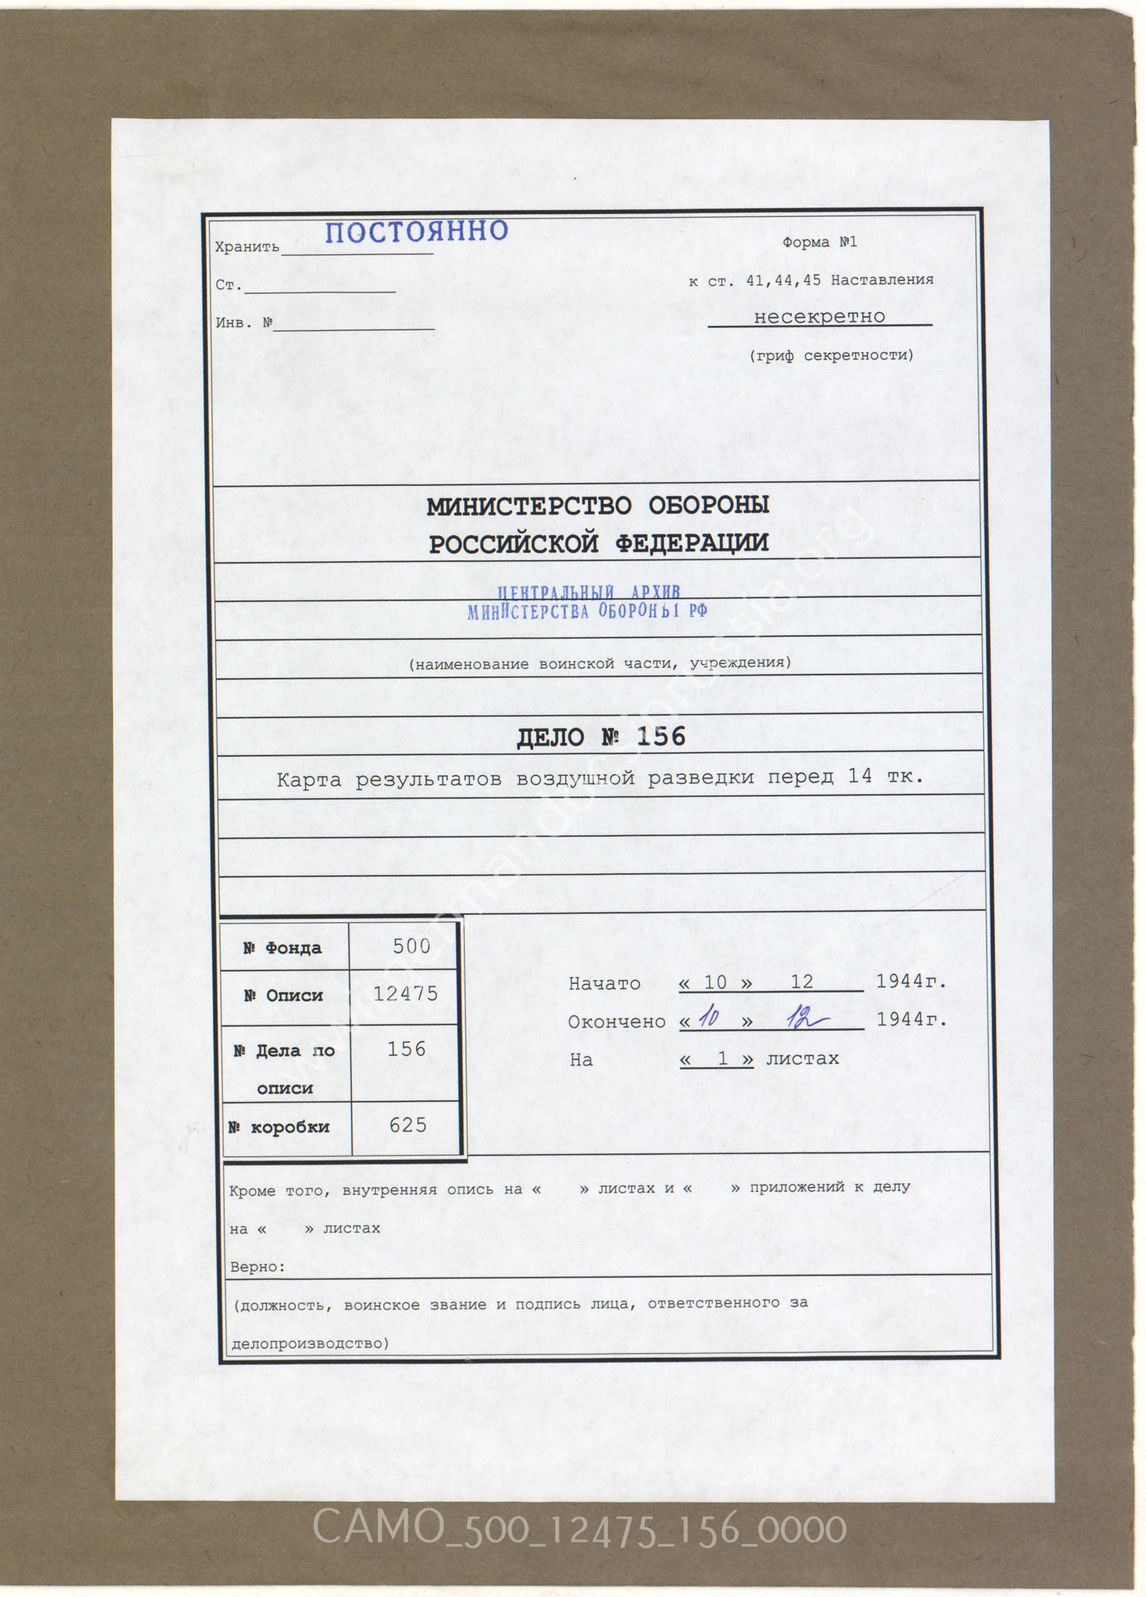 Хранить ПОСТОЯННО
Форма №1
Ст.
к ст. 41,44,45 Наставления
Инв. №
несекретно
(гриф секретности)
МИНИСТЕРСТВО ОБОРОНЫ
РОССИЙСКОЙ ФЕДЕРАЦИИ
ЦЕНТРАЛЬНЫЙ АРХИВ
МИНИСТЕРСТВА ОБОРОНЫ РФ
(наименование воинской части, учреждения)
ДЕЛО № 156
Карта результатов воздушной разведки перед 14 тк.
№ Фонда 500
№ Описи 12475
№ Дела по описи 156
№ коробки 625
Начато « 10 » 12 1944г.
Окончено « 10 » 12 1944г.
На « 1 » листах
Кроме того, внутренняя опись на « » листах и « » приложений к делу
на « » листах
Верно:
(должность, воинское звание и подпись лица, ответственного за
делопроизводство)
CAMO_500_12475_156_0000